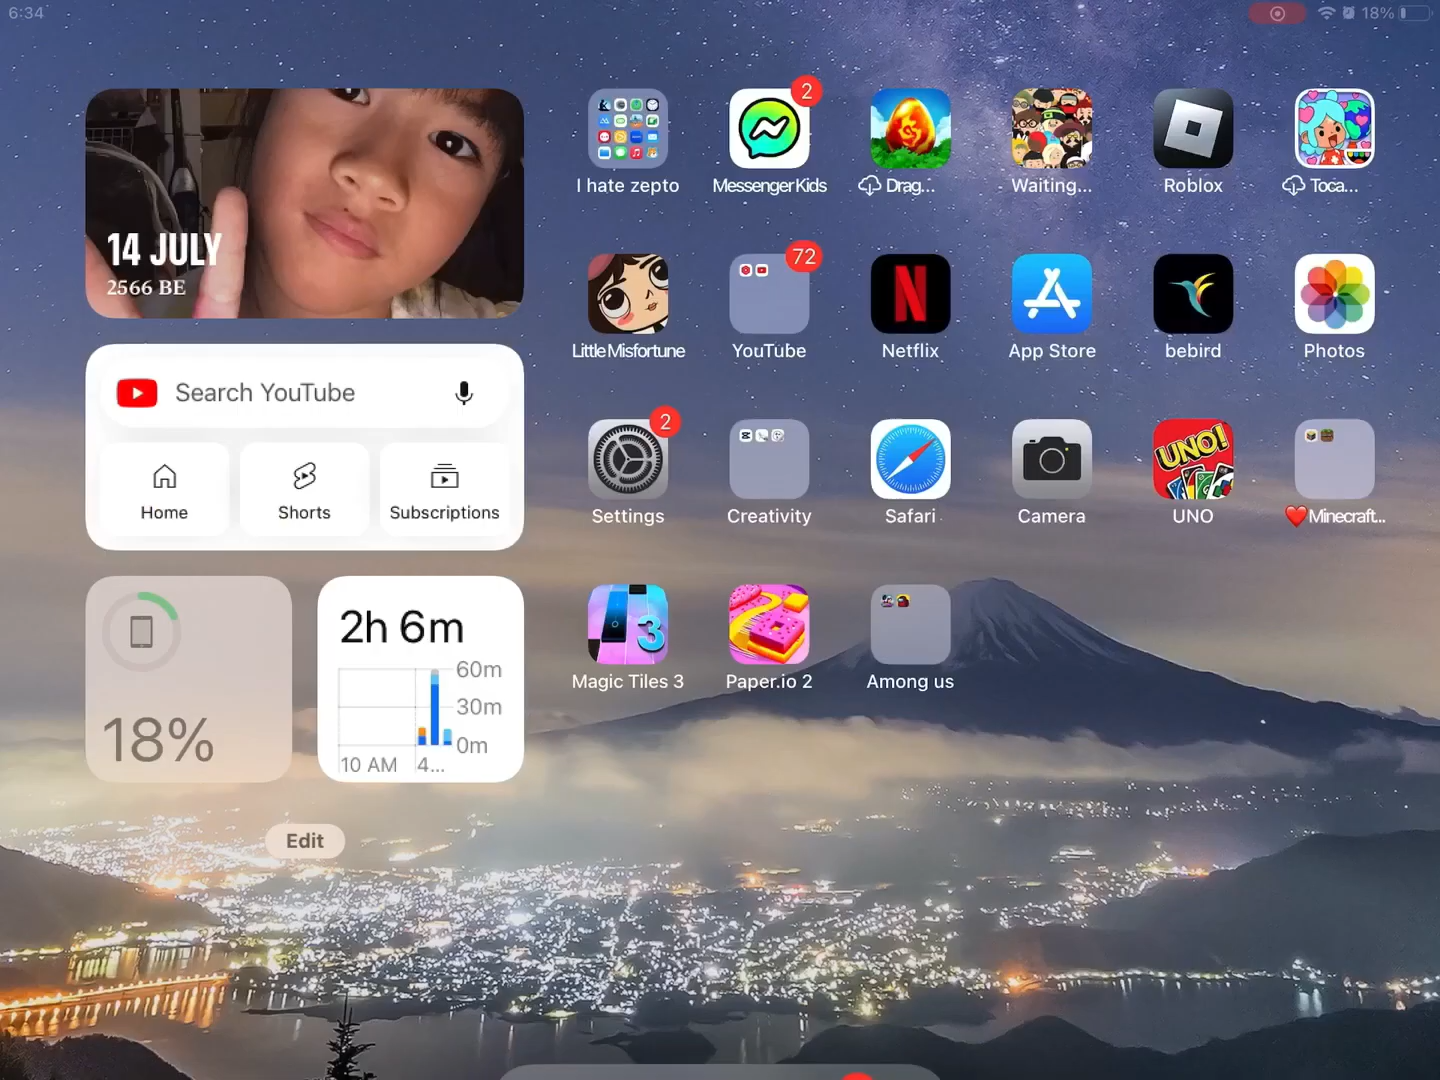 6:34
18%
14 JULY
2566 BE
Search YouTube
Home
Shorts
Subscriptions
18%
2h 6m
60m
30m
0m
10 AM
4...
Edit
I hate zepto
2
Messenger Kids
Drag...
Waiting...
Roblox
Toca...
Little Misfortune
72
YouTube
Netflix
App Store
bebird
Photos
2
Settings
Creativity
Safari
Camera
UNO!
UNO
❤️Minecraft...
3
Magic Tiles 3
Paper.io 2
Among us